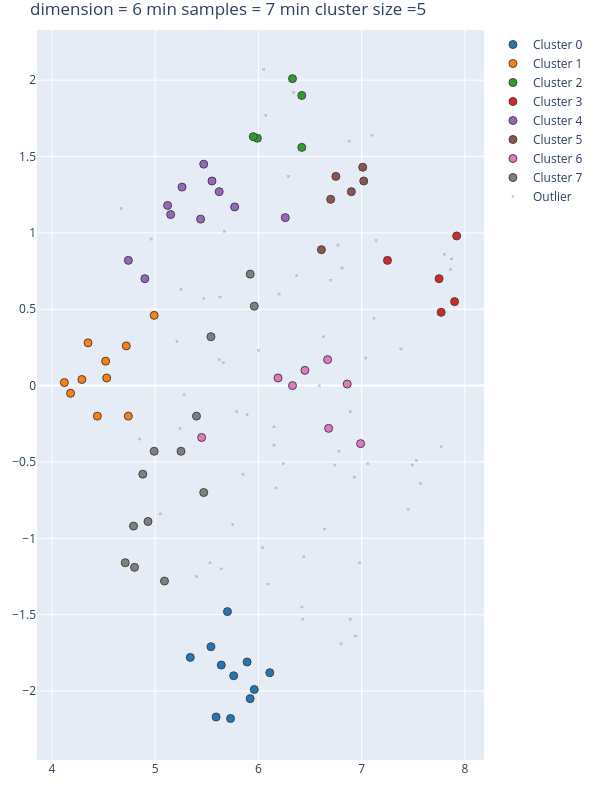 dimension = 6 min samples = 7 min cluster size =5
2
1.5
1
0.5
0
−0.5
−1
−1.5
−2
4 5 6 7 8
Cluster 0
Cluster 1
Cluster 2
Cluster 3
Cluster 4
Cluster 5
Cluster 6
Cluster 7
Outlier